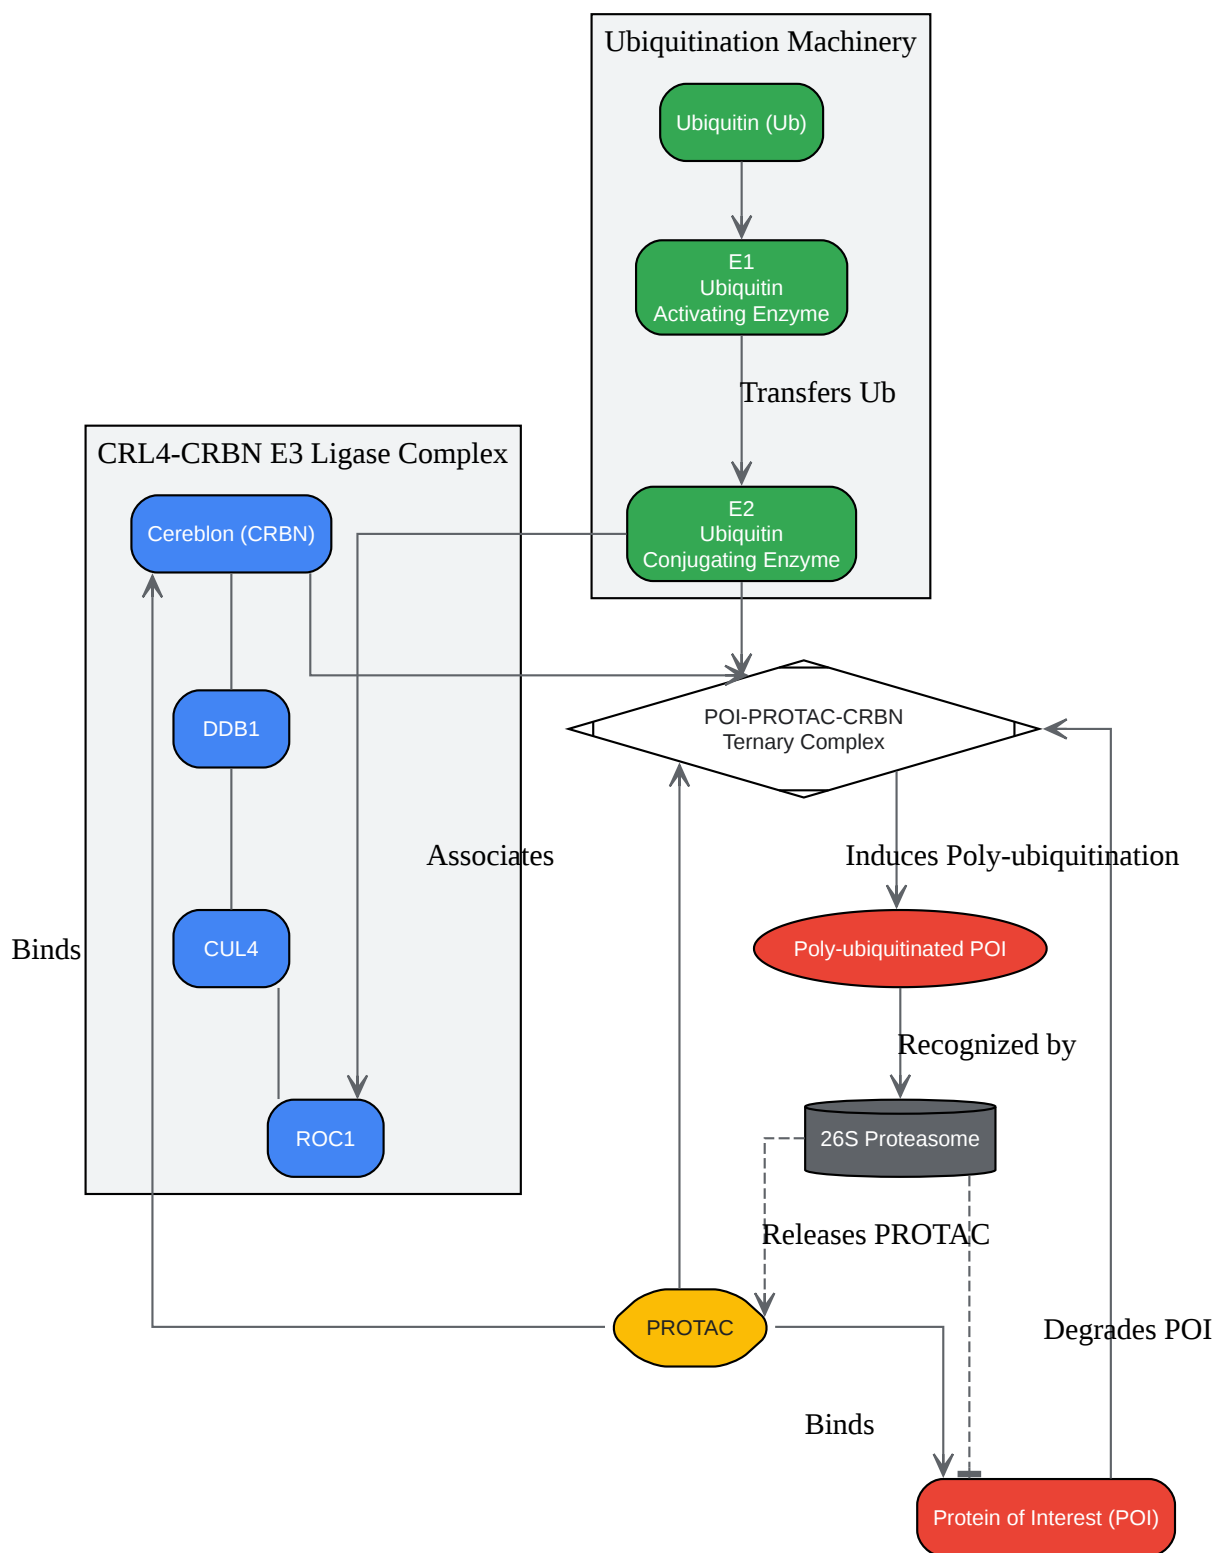 Ubiquitination Machinery
Ubiquitin (Ub)
E1
Ubiquitin
Activating Enzyme
Transfers Ub
CRL4-CRBN E3 Ligase Complex
Cereblon (CRBN)
E2
Ubiquitin
Conjugating Enzyme
DDB1
POI-PROTAC-CRBN
Ternary Complex
Associates
Induces Poly-ubiquitination
Binds
CUL4
Poly-ubiquitinated POI
Recognized by
ROC1
26S Proteasome
Releases PROTAC
PROTAC
Degrades POI
Binds
Protein of Interest (POI)